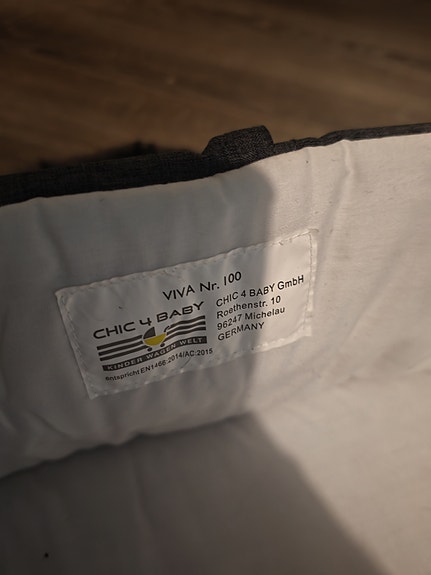 VIVA Nr. 100
CHIC 4 BABY
KINDER WAGEN WELT
entspricht EN1466:2014/AC:2015
CHIC 4 BABY GmbH
Roethenstr. 10
96247 Michelau
GERMANY